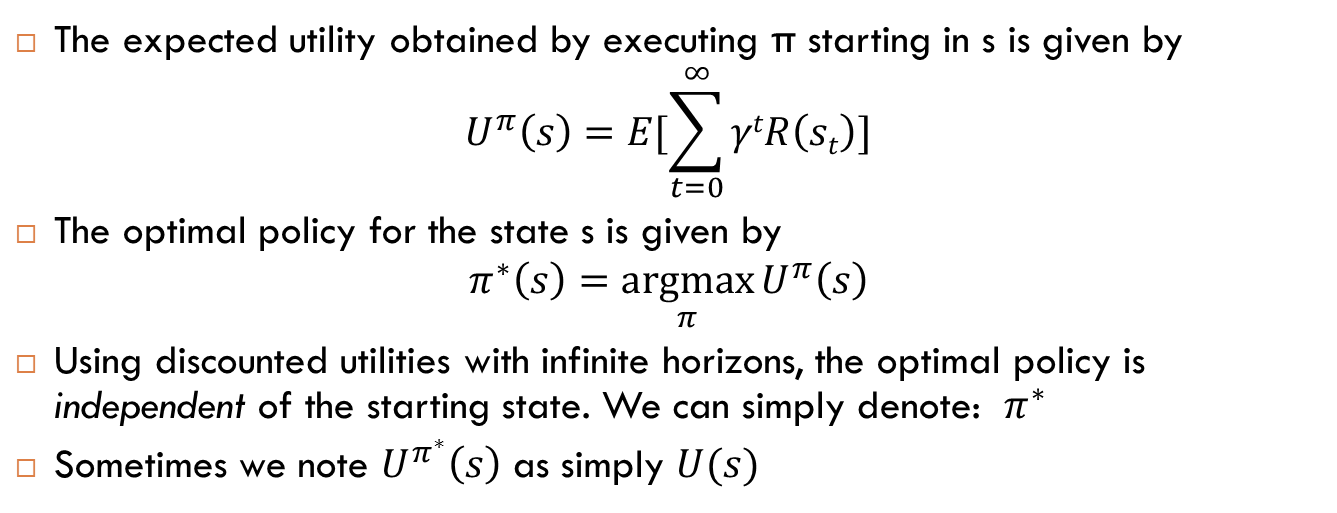 □ The expected utility obtained by executing π starting in s is given by
U^π(s) = E[∑_{t=0}^{∞} γ^t R(s_t)]
□ The optimal policy for the state s is given by
π*(s) = argmax_π U^π(s)
□ Using discounted utilities with infinite horizons, the optimal policy is
independent of the starting state. We can simply denote: π*
□ Sometimes we note U^{π*}(s) as simply U(s)